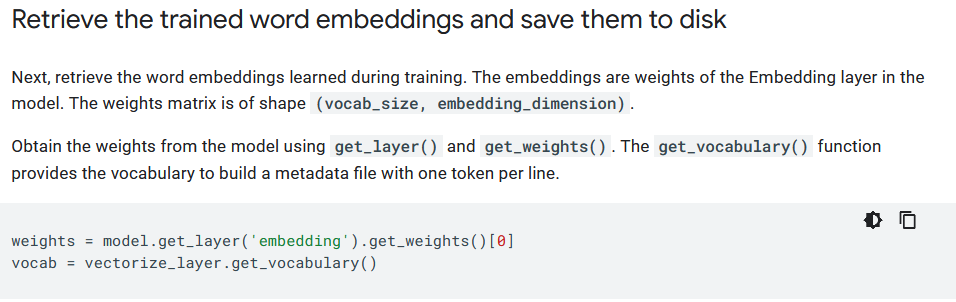 Retrieve the trained word embeddings and save them to disk
Next, retrieve the word embeddings learned during training. The embeddings are weights of the Embedding layer in the
model. The weights matrix is of shape (vocab_size, embedding_dimension).
Obtain the weights from the model using get_layer() and get_weights(). The get_vocabulary() function
provides the vocabulary to build a metadata file with one token per line.
weights = model.get_layer('embedding').get_weights()[0]
vocab = vectorize_layer.get_vocabulary()